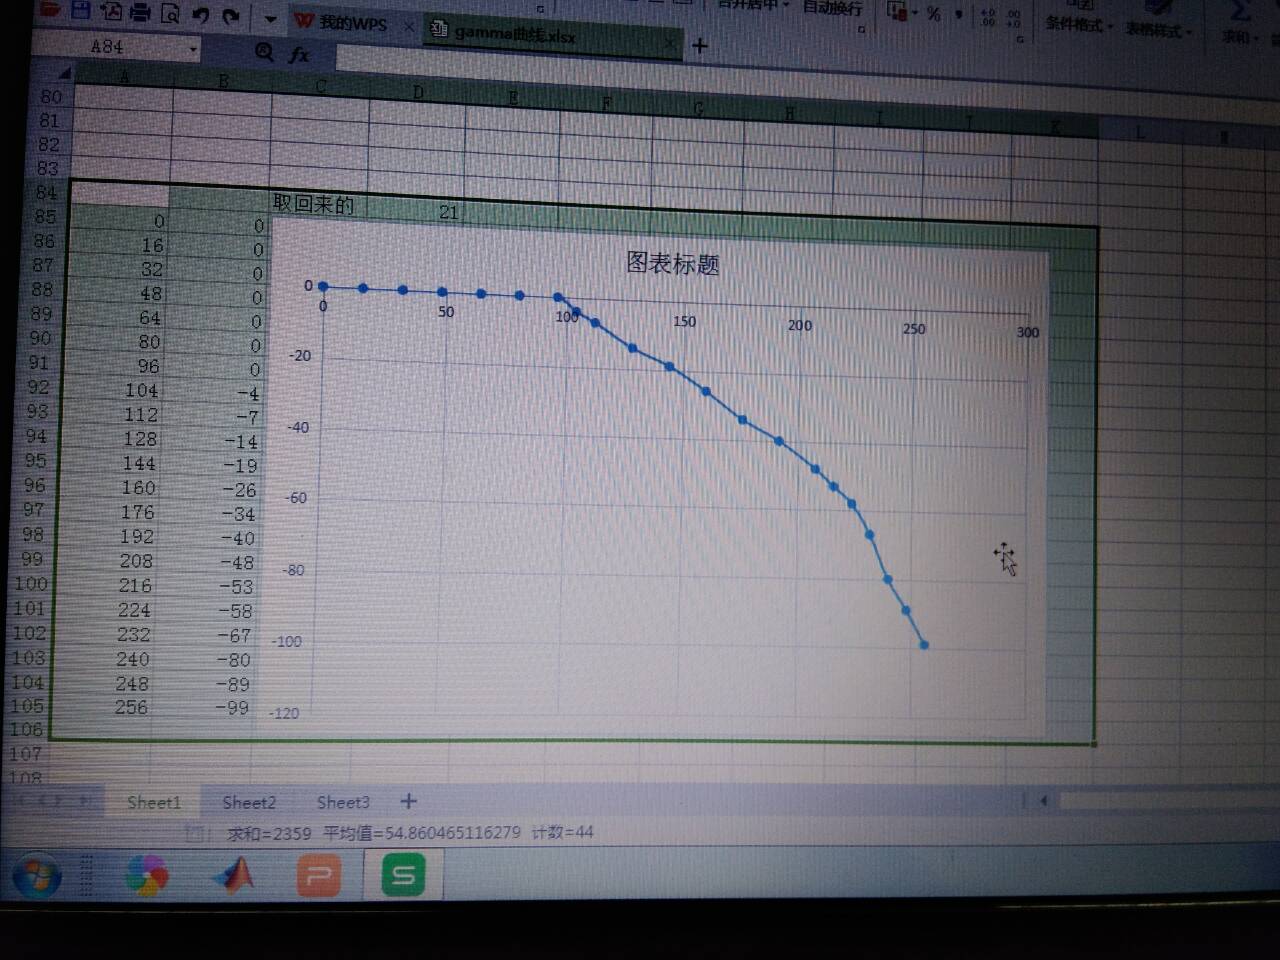 合并居中 自动换行 % 条件格式 表格样式 求和
我的WPS gamma曲线.xlsx
A84 fx
A B C D E F G H I J K L M
80
81
82
83
84 取回来的 21
85 0 0
86 16 0
87 32 0
88 48 0
89 64 0
90 80 0
91 96 0
92 104 -4
93 112 -7
94 128 -14
95 144 -19
96 160 -26
97 176 -34
98 192 -40
99 208 -48
100 216 -53
101 224 -58
102 232 -67
103 240 -80
104 248 -89
105 256 -99
106
107
108
图表标题
0
0 50 100 150 200 250 300
-20
-40
-60
-80
-100
-120
Sheet1 Sheet2 Sheet3
求和=2359 平均值=54.860465116279 计数=44